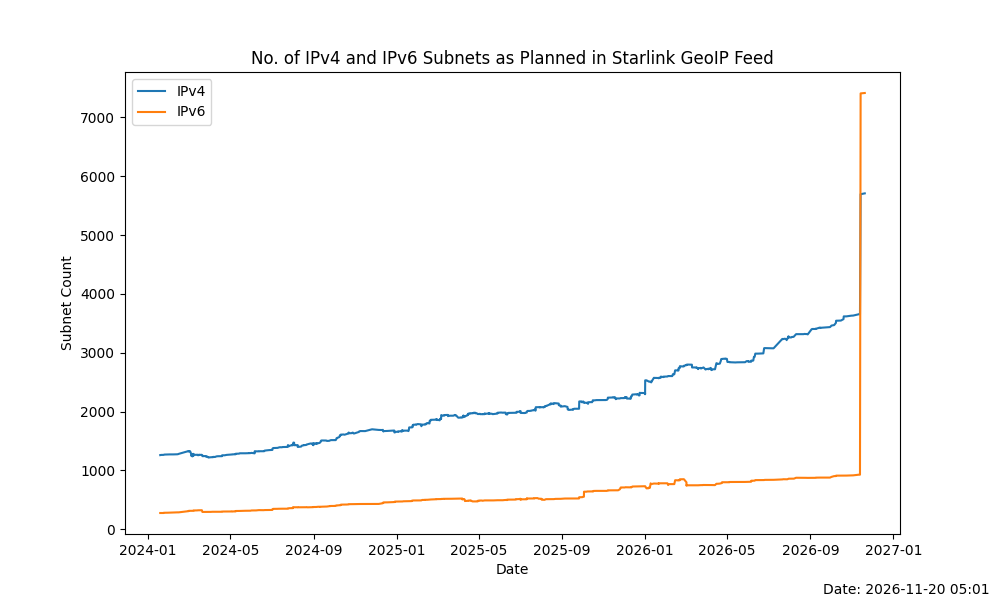 No. of IPv4 and IPv6 Subnets as Planned in Starlink GeoIP Feed
IPv4
IPv6
7000
6000
5000
4000
3000
2000
1000
0
Subnet Count
2024-01 2024-05 2024-09 2025-01 2025-05 2025-09 2026-01 2026-05 2026-09 2027-01
Date
Date: 2026-11-20 05:01